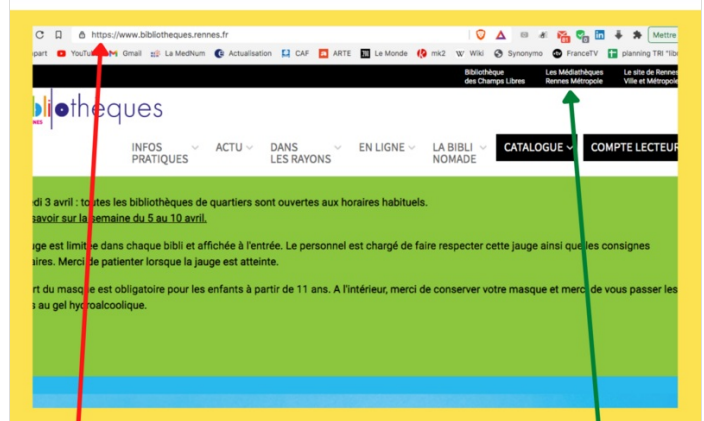 https://www.bibliotheques.rennes.fr
Mettre
part YouTube Gmail La MedNum Actualisation CAF ARTE Le Monde mk2 Wiki Synonymo FranceTV planning TRI "libo
Bibliothèque
des Champs Libres
Les Médiathèques
Rennes Métropole
Le site de Rennes
Ville et Métropole
bliothèques
INFOS
PRATIQUES
ACTU
DANS
LES RAYONS
EN LIGNE
LA BIBLI
NOMADE
CATALOGUE
COMPTE LECTEUR
di 3 avril : toutes les bibliothèques de quartiers sont ouvertes aux horaires habituels.
savoir sur la semaine du 5 au 10 avril.
uge est limitée dans chaque bibli et affichée à l'entrée. Le personnel est chargé de faire respecter cette jauge ainsi que les consignes
aires. Merci de patienter lorsque la jauge est atteinte.
rt du masque est obligatoire pour les enfants à partir de 11 ans. A l'intérieur, merci de conserver votre masque et merci de vous passer les
s au gel hydroalcoolique.